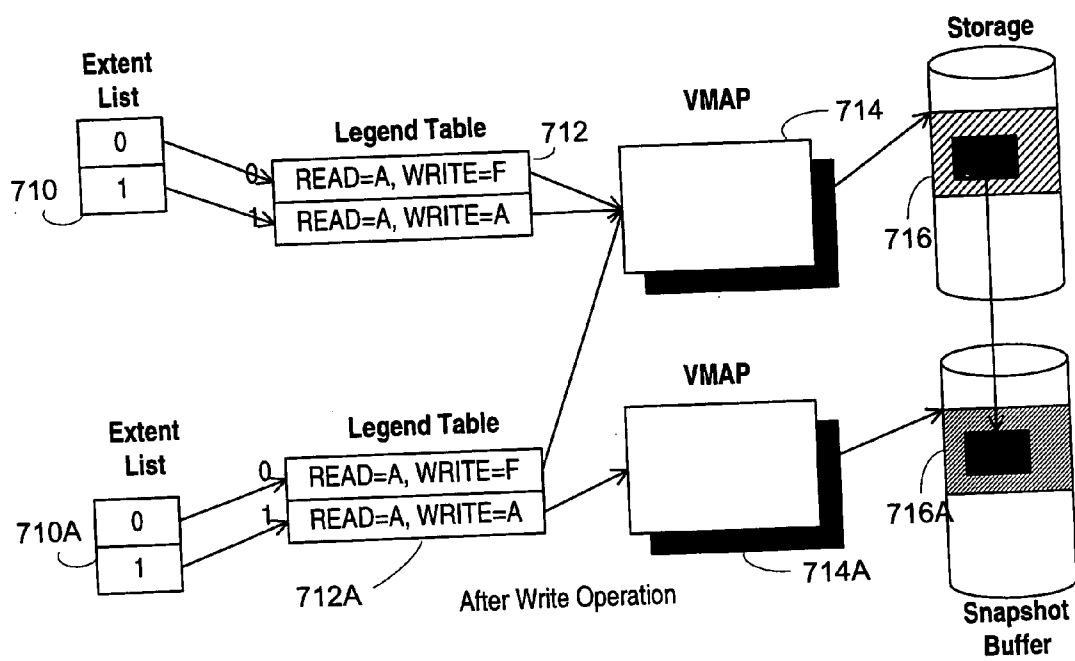 Storage
Extent
List
VMAP
714
Legend Table
712
0
0
READ=A, WRITE=F
710
1
1
READ=A, WRITE=A
716
VMAP
Extent
List
Legend Table
0
READ=A, WRITE=F
710A
0
1
READ=A, WRITE=A
716A
1
712A
After Write Operation
714A
Snapshot
Buffer